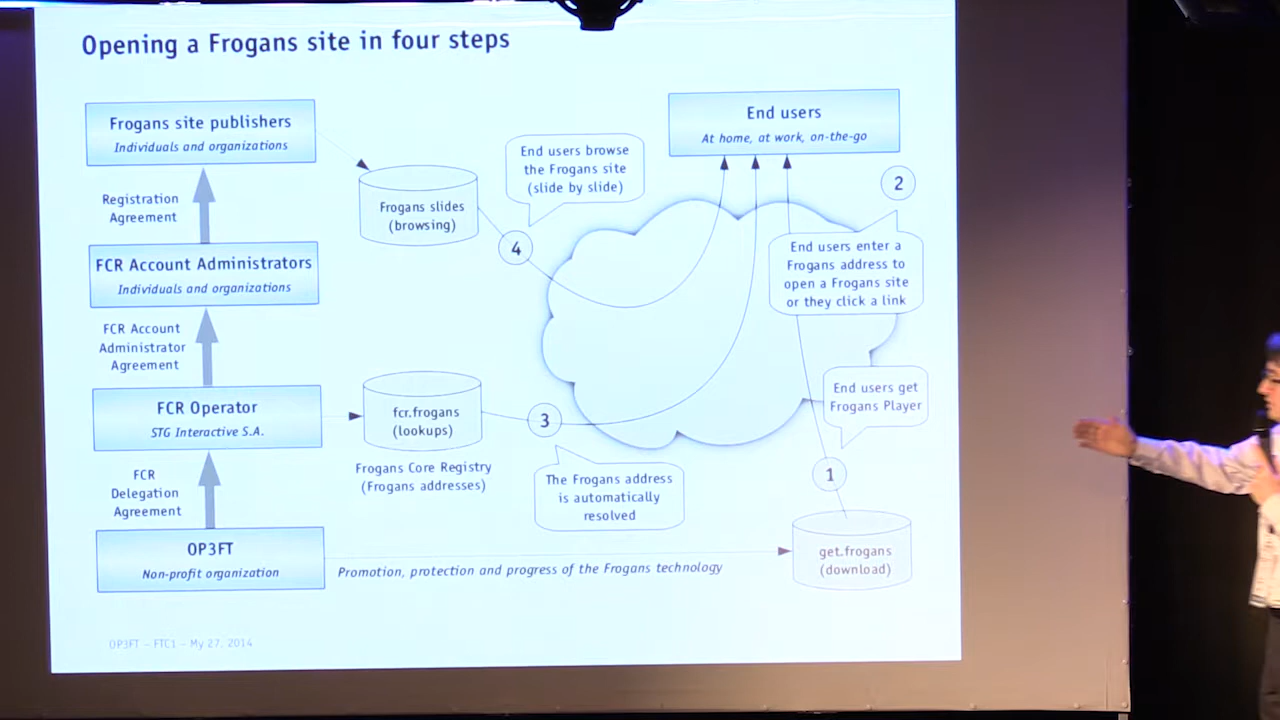 Opening a Frogans site in four steps
Frogans site publishers
Individuals and organizations
Registration
Agreement
FCR Account Administrators
Individuals and organizations
FCR Account
Administrator
Agreement
FCR Operator
STG Interactive S.A.
FCR
Delegation
Agreement
OP3FT
Non-profit organization
Frogans slides
(browsing)
fcr.frogans
(lookups)
Frogans Core Registry
(Frogans addresses)
Promotion, protection and progress of the Frogans technology
End users browse
the Frogans site
(slide by slide)
4
3
The Frogans address
is automatically
resolved
End users
At home, at work, on-the-go
2
End users enter a
Frogans address to
open a Frogans site
or they click a link
End users get
Frogans Player
1
get.frogans
(download)
OP3FT – FTC1 – My 27, 2014